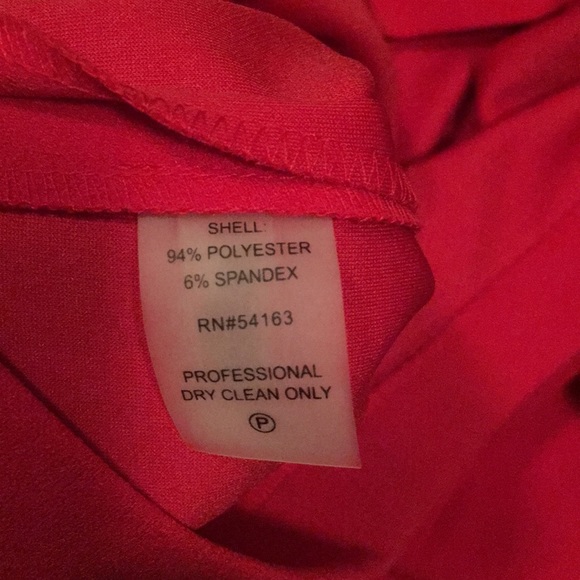 SHELL:
94% POLYESTER
6% SPANDEX
RN#54163
PROFESSIONAL
DRY CLEAN ONLY
P